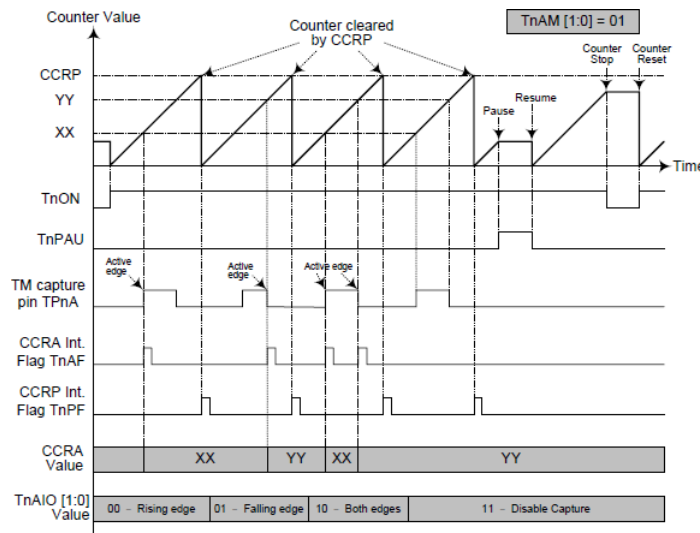 Counter Value
TnAM [1:0] = 01
Counter cleared
by CCRP
Counter
Stop
Counter
Reset
CCRP
YY
XX
Pause
Resume
Time
TnON
TnPAU
Active
edge
Active
edge
Active edge
TM capture
pin TPnA
CCRA Int.
Flag TnAF
CCRP Int.
Flag TnPF
CCRA
Value
XX
YY
XX
YY
TnAIO [1:0]
Value
00 – Rising edge
01 – Falling edge
10 – Both edges
11 – Disable Capture